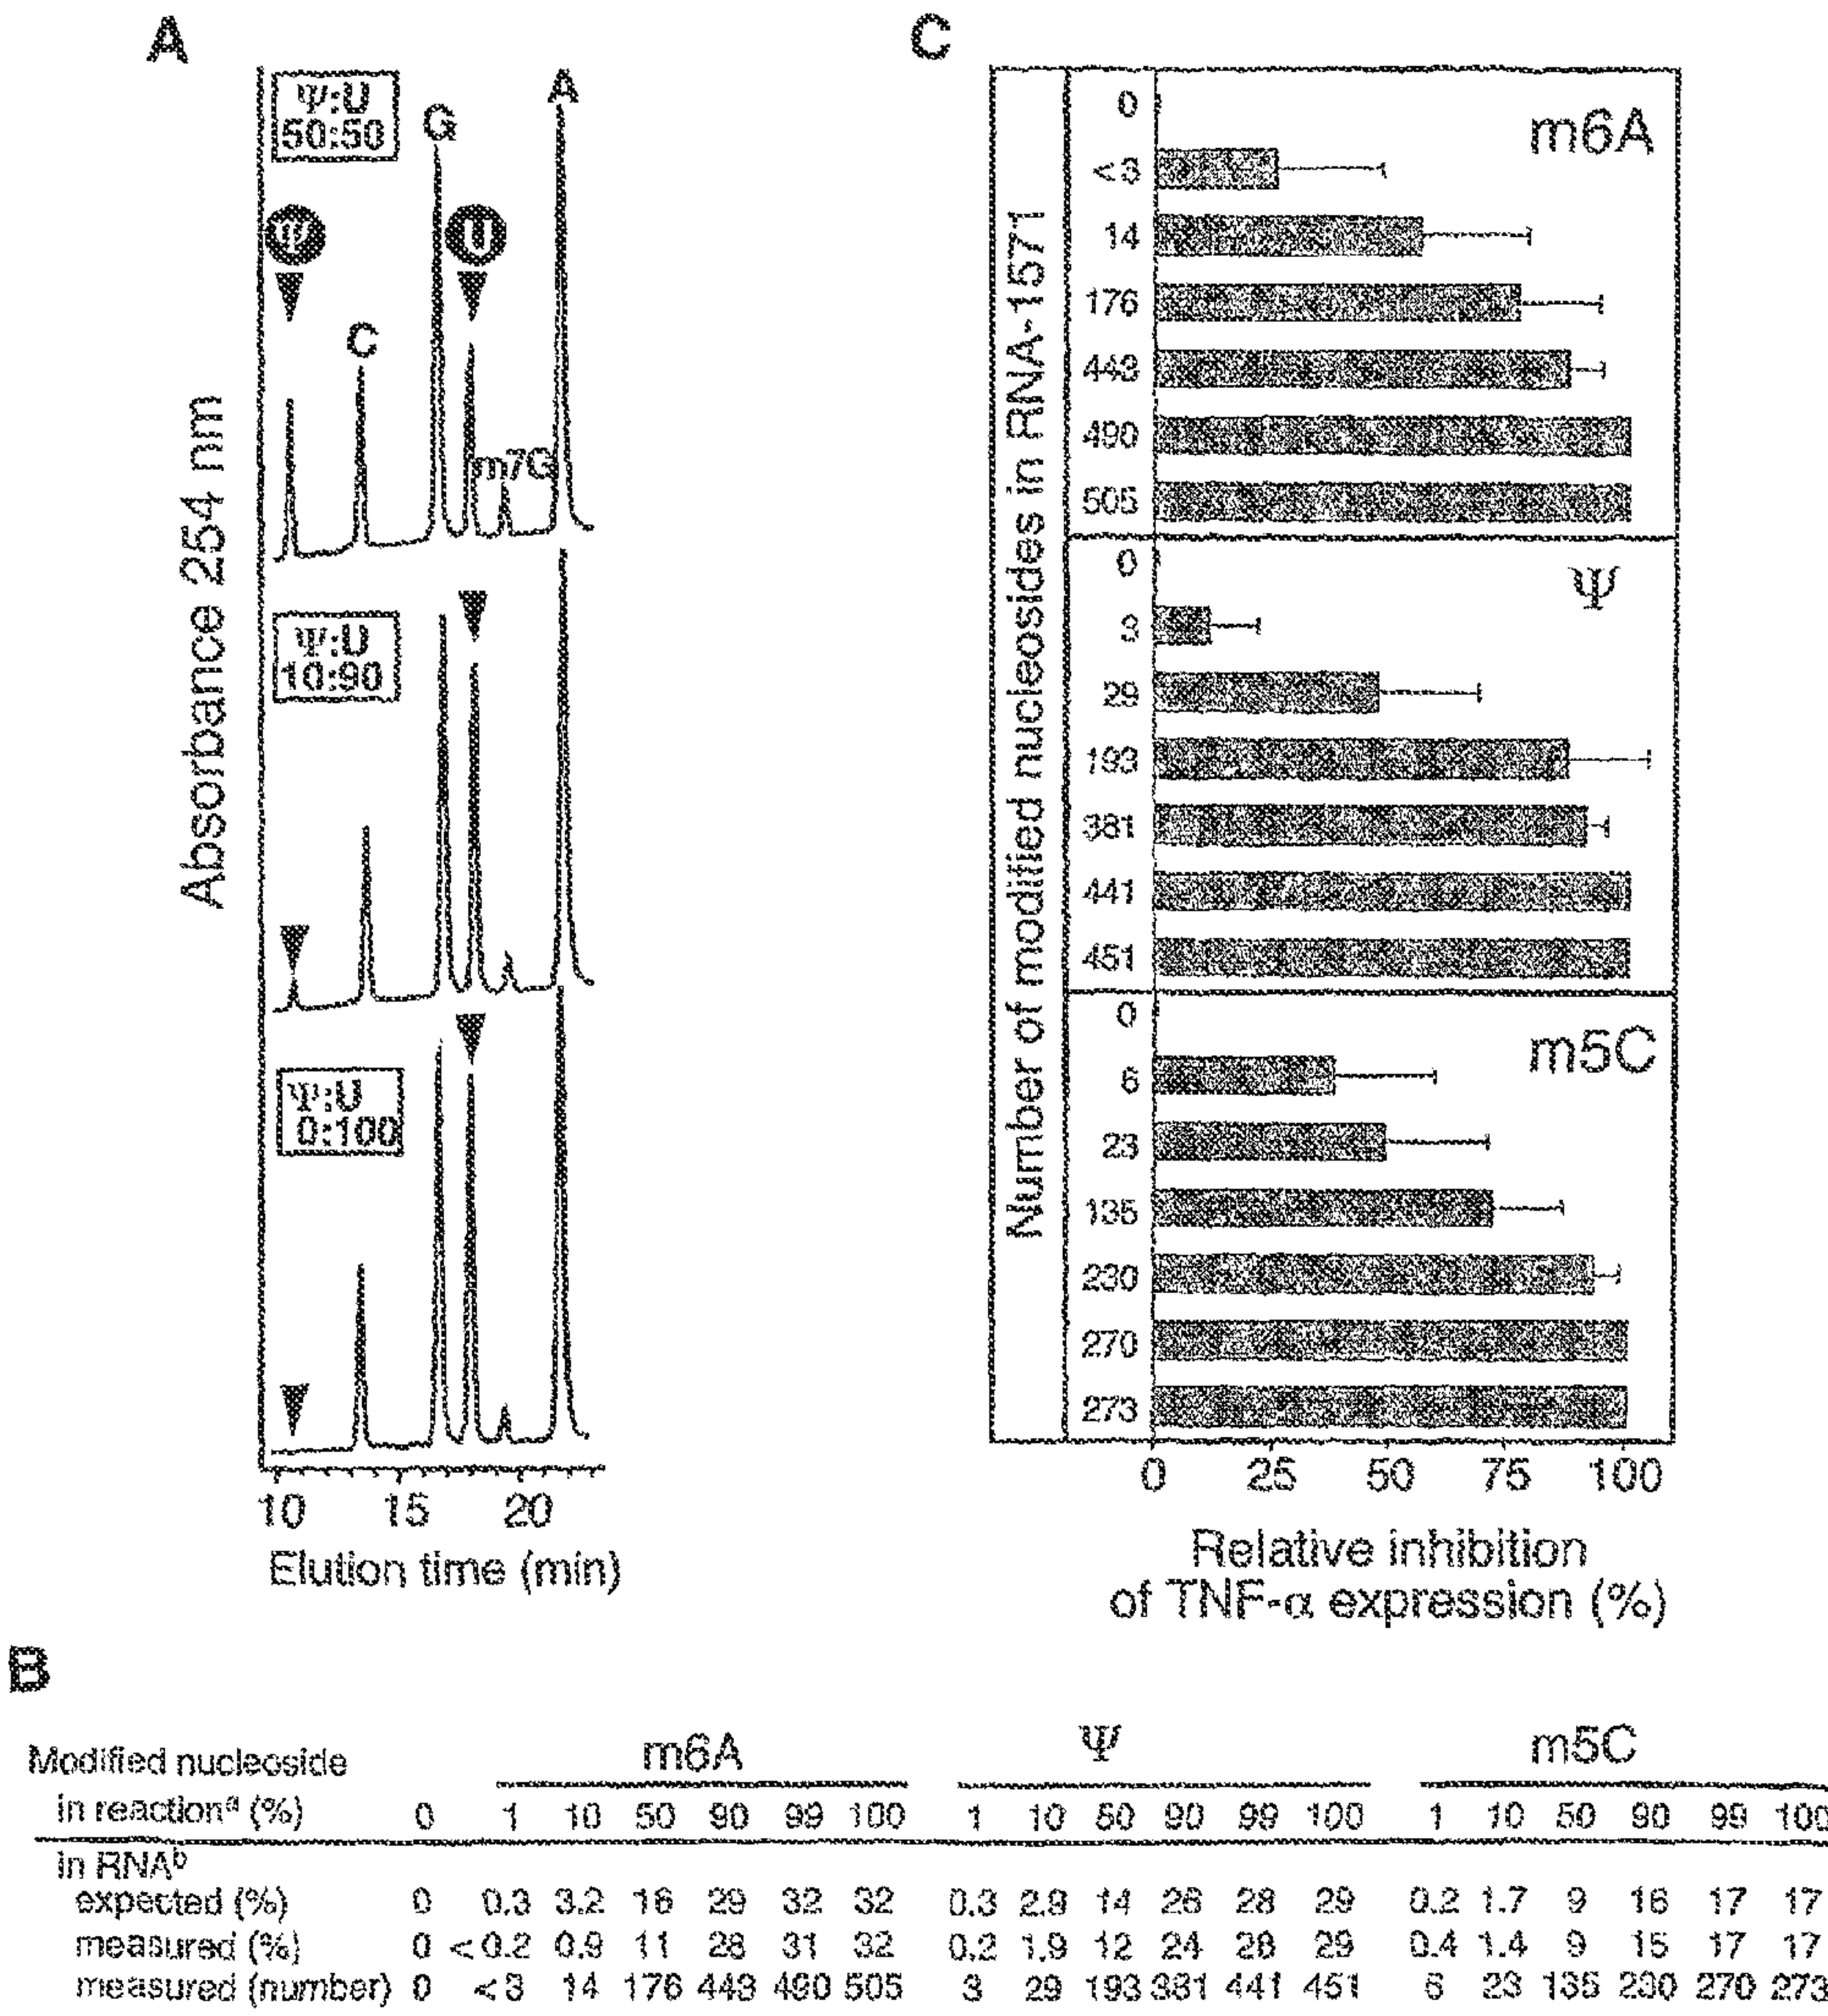 A
Ψ:U
50:50
Ψ
C
G
U
m7G
A
Ψ:U
10:90
Ψ:U
0:100
Absorbance 254 nm
10 15 20
Elution time (min)
C
Number of modified nucleosides in RNA-1571
m6A
0
<3
14
176
443
490
505
Ψ
0
3
29
193
381
441
451
m5C
0
6
23
135
230
270
273
0 25 50 75 100
Relative inhibition
of TNF-α expression (%)
B
Modified nucleoside m6A Ψ m5C
in reactionᵃ (%) 0 1 10 50 90 99 100 1 10 50 90 99 100 1 10 50 90 99 100
in RNAᵇ
expected (%) 0 0.3 3.2 16 29 32 32 0.3 2.9 14 26 28 29 0.2 1.7 9 16 17 17
measured (%) 0 <0.2 0.9 11 28 31 32 0.2 1.9 12 24 28 29 0.4 1.4 9 15 17 17
measured (number) 0 <3 14 176 443 490 505 3 29 193 381 441 451 6 23 135 230 270 273